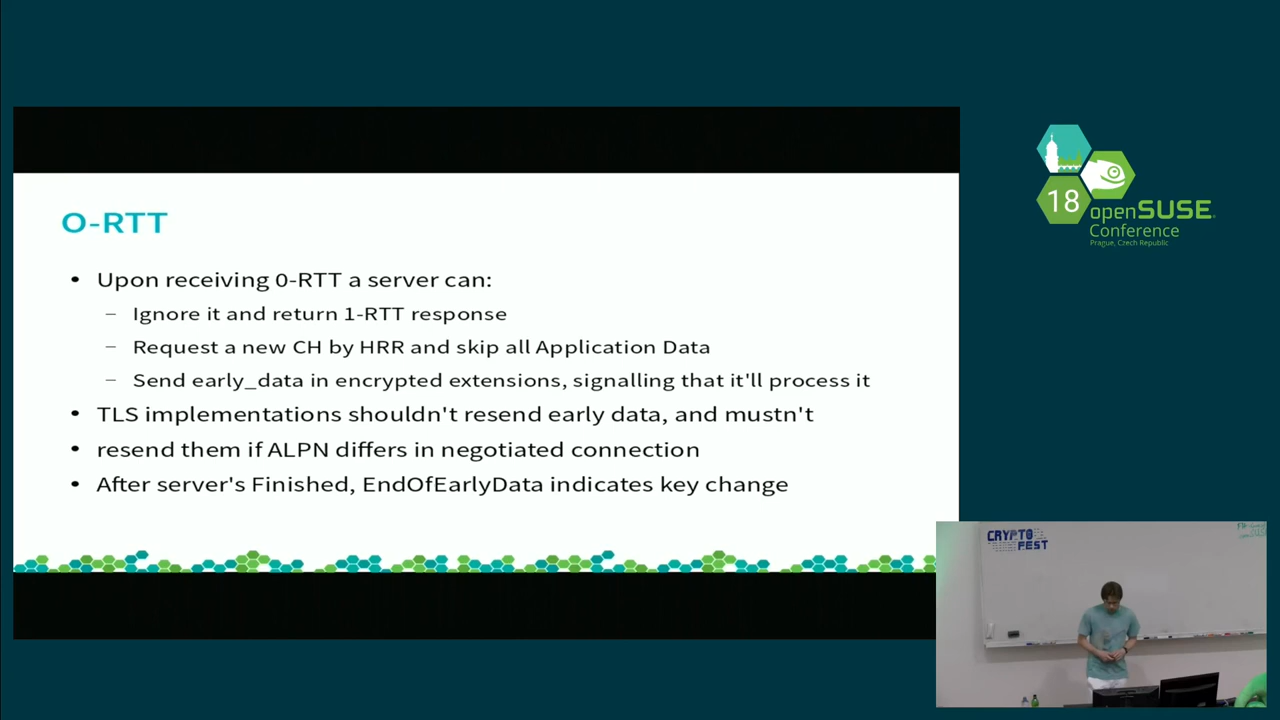 O-RTT
• Upon receiving 0-RTT a server can:
– Ignore it and return 1-RTT response
– Request a new CH by HRR and skip all Application Data
– Send early_data in encrypted extensions, signalling that it'll process it
• TLS implementations shouldn't resend early data, and mustn't
• resend them if ALPN differs in negotiated connection
• After server's Finished, EndOfEarlyData indicates key change
18
openSUSE
Conference
Prague, Czech Republic
CRYPTO
FEST